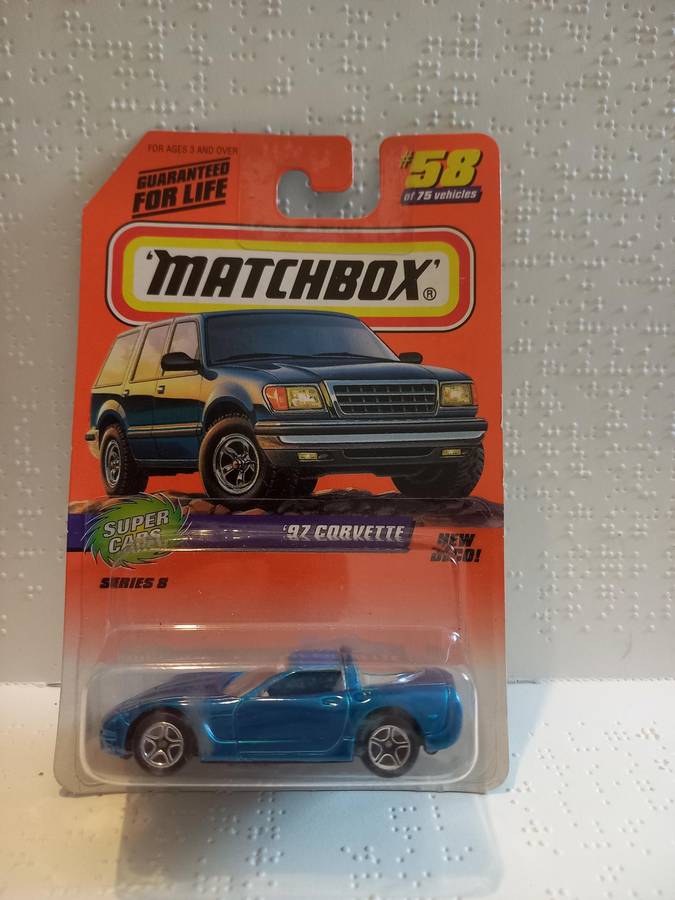 FOR AGES 3 AND OVER
GUARANTEED
FOR LIFE
#58
of 75 vehicles
'MATCHBOX'®
SUPER
CARS
'97 CORVETTE
NEW
DECO!
SERIES 8